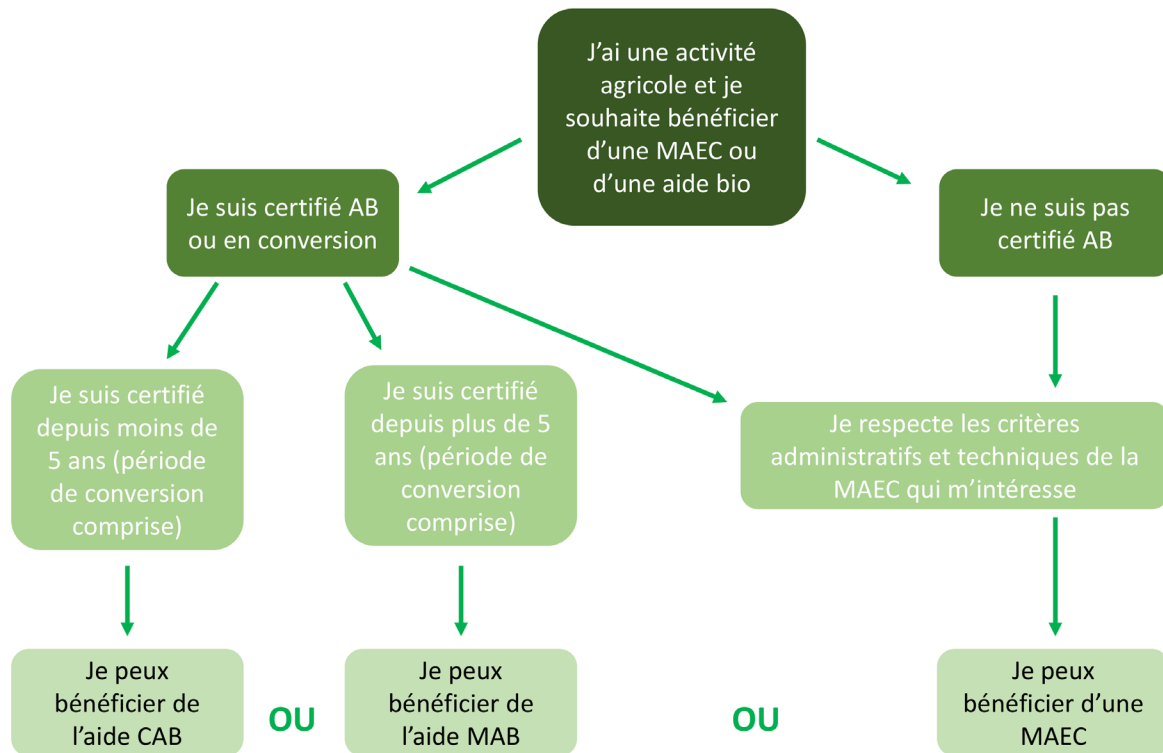 J’ai une activité
agricole et je
souhaite bénéficier
d’une MAEC ou
d’une aide bio
Je suis certifié AB
ou en conversion
Je ne suis pas
certifié AB
Je suis certifié
depuis moins de
5 ans (période
de conversion
comprise)
Je suis certifié
depuis plus de 5
ans (période de
conversion
comprise)
Je respecte les critères
administratifs et techniques de la
MAEC qui m’intéresse
Je peux
bénéficier de
l’aide CAB
OU
Je peux
bénéficier de
l’aide MAB
OU
Je peux
bénéficier d’une
MAEC